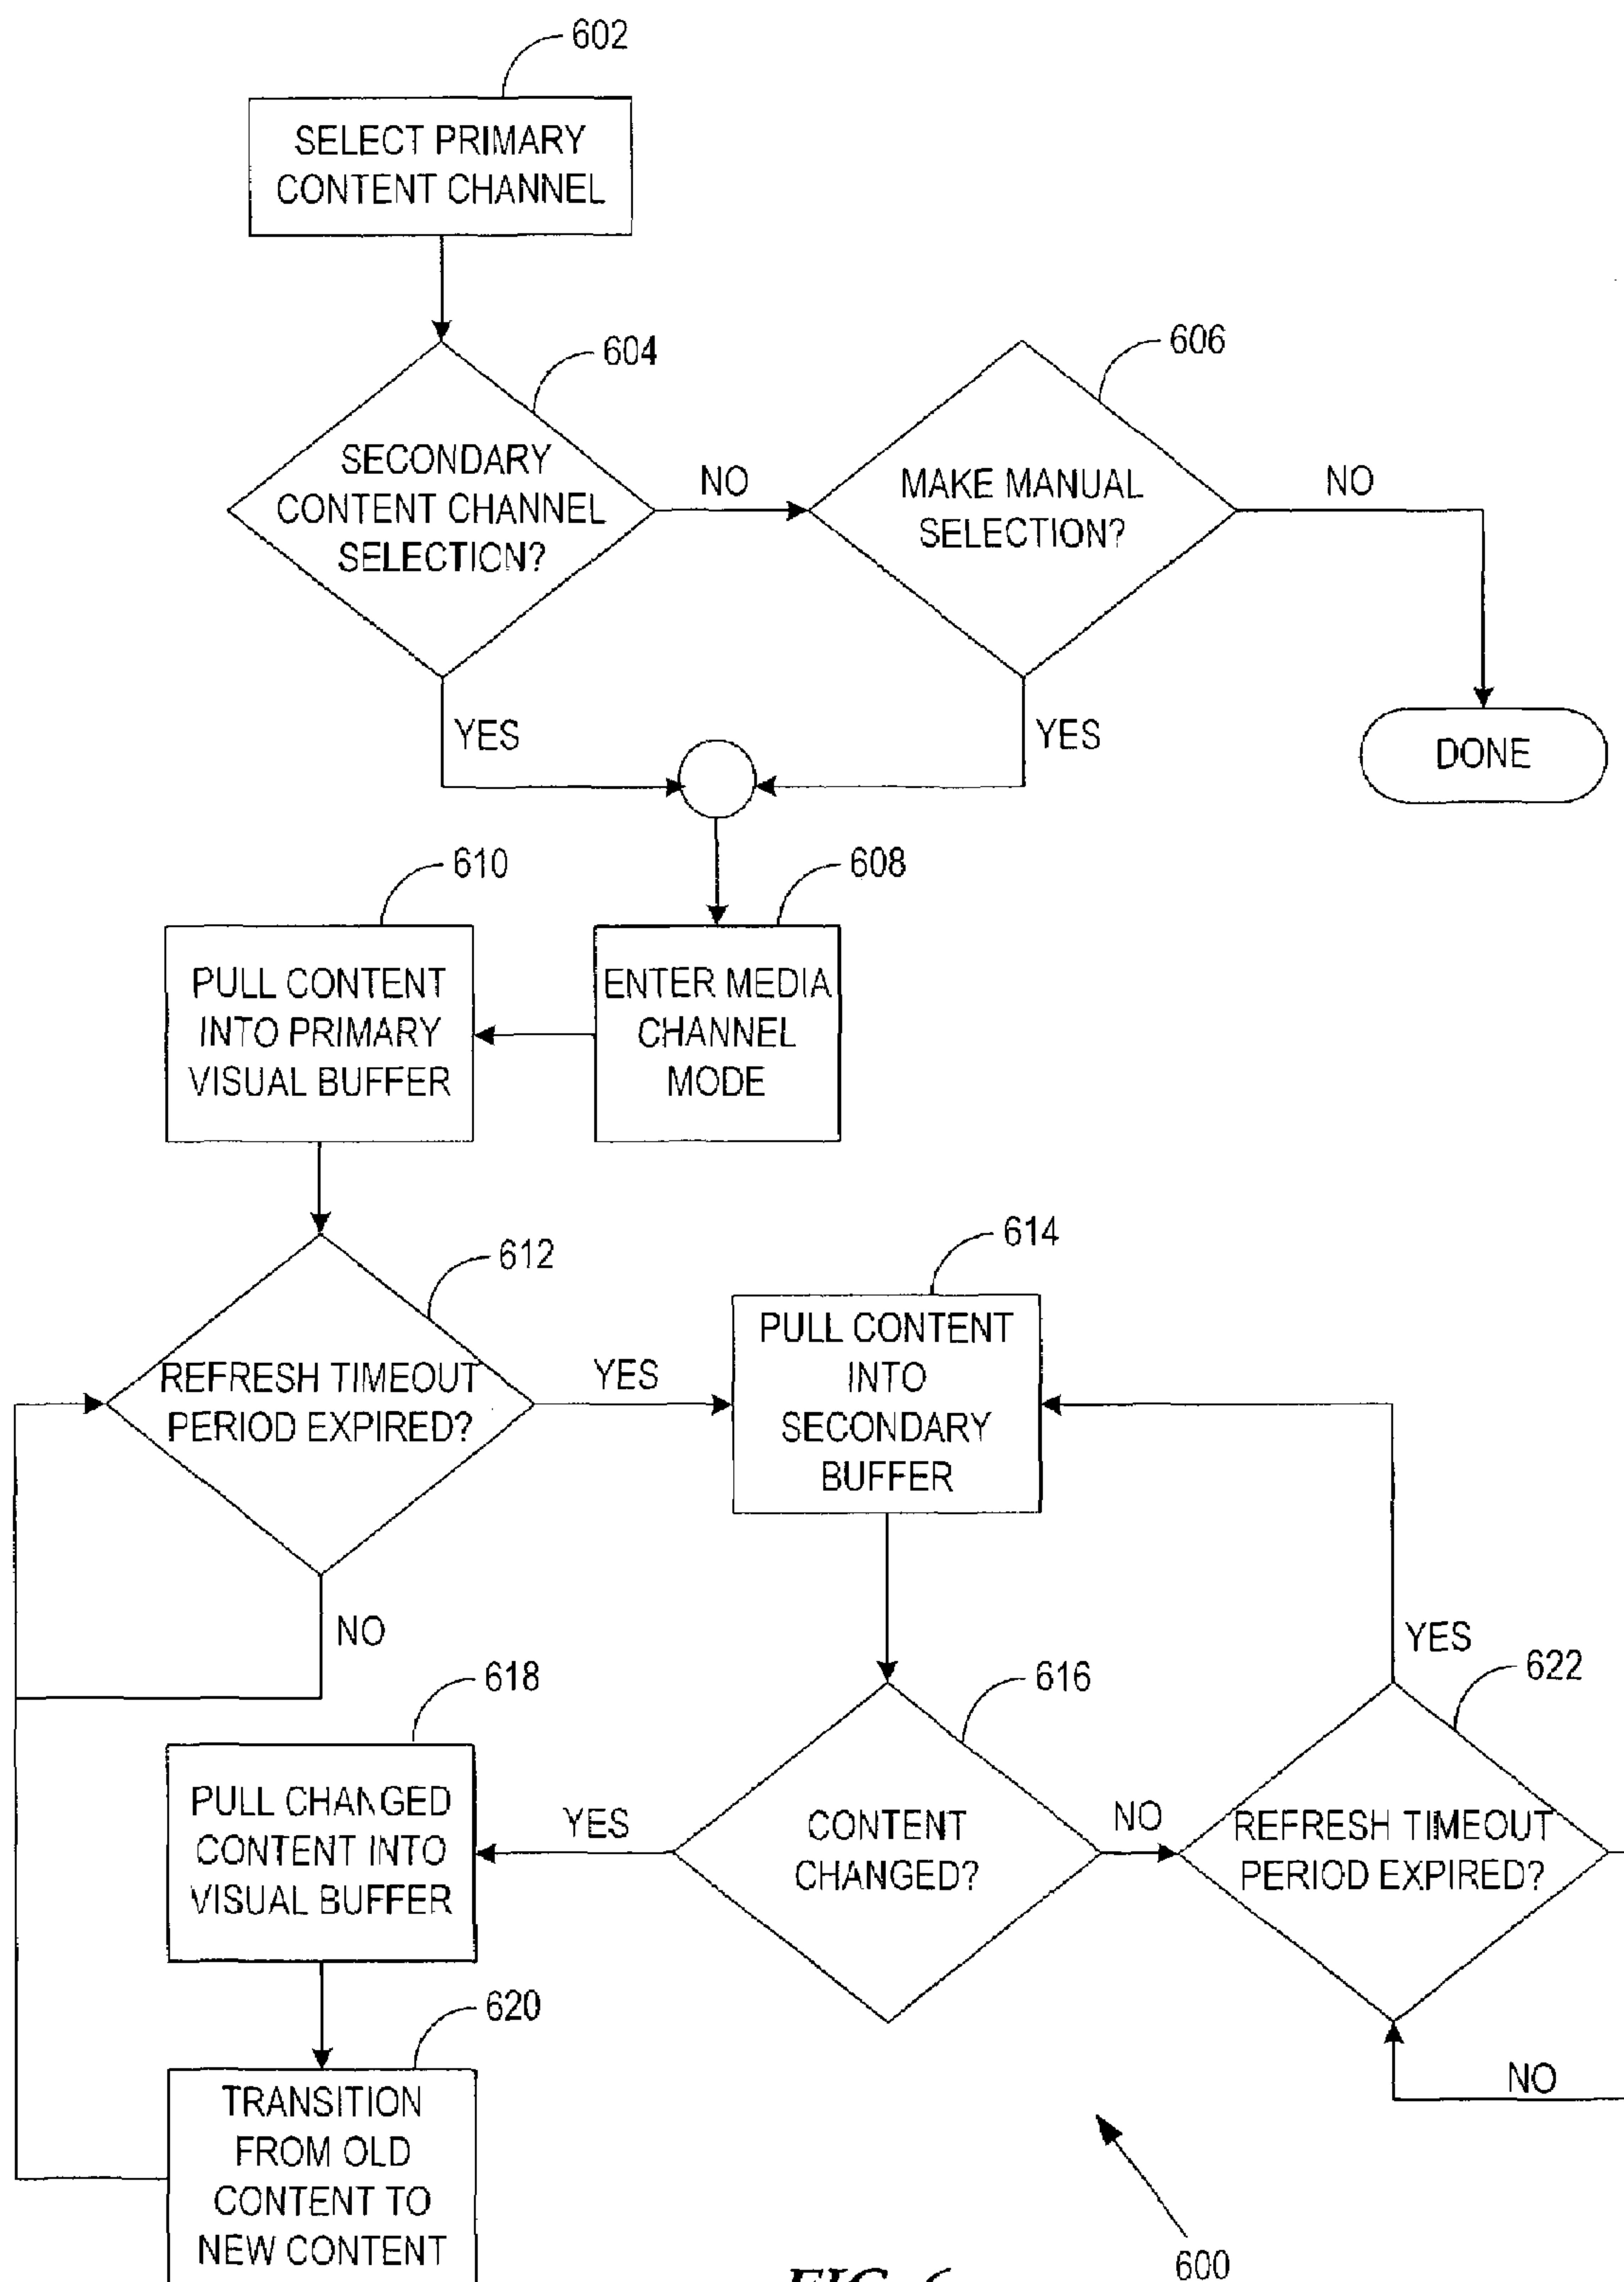 602
SELECT PRIMARY
CONTENT CHANNEL
604
SECONDARY
CONTENT CHANNEL
SELECTION?
NO
606
MAKE MANUAL
SELECTION?
NO
YES
YES
DONE
610
608
PULL CONTENT
INTO PRIMARY
VISUAL BUFFER
ENTER MEDIA
CHANNEL
MODE
612
REFRESH TIMEOUT
PERIOD EXPIRED?
YES
NO
614
PULL CONTENT
INTO
SECONDARY
BUFFER
618
PULL CHANGED
CONTENT INTO
VISUAL BUFFER
YES
616
CONTENT
CHANGED?
NO
YES
622
REFRESH TIMEOUT
PERIOD EXPIRED?
NO
620
TRANSITION
FROM OLD
CONTENT TO
NEW CONTENT
600
FIG. 6